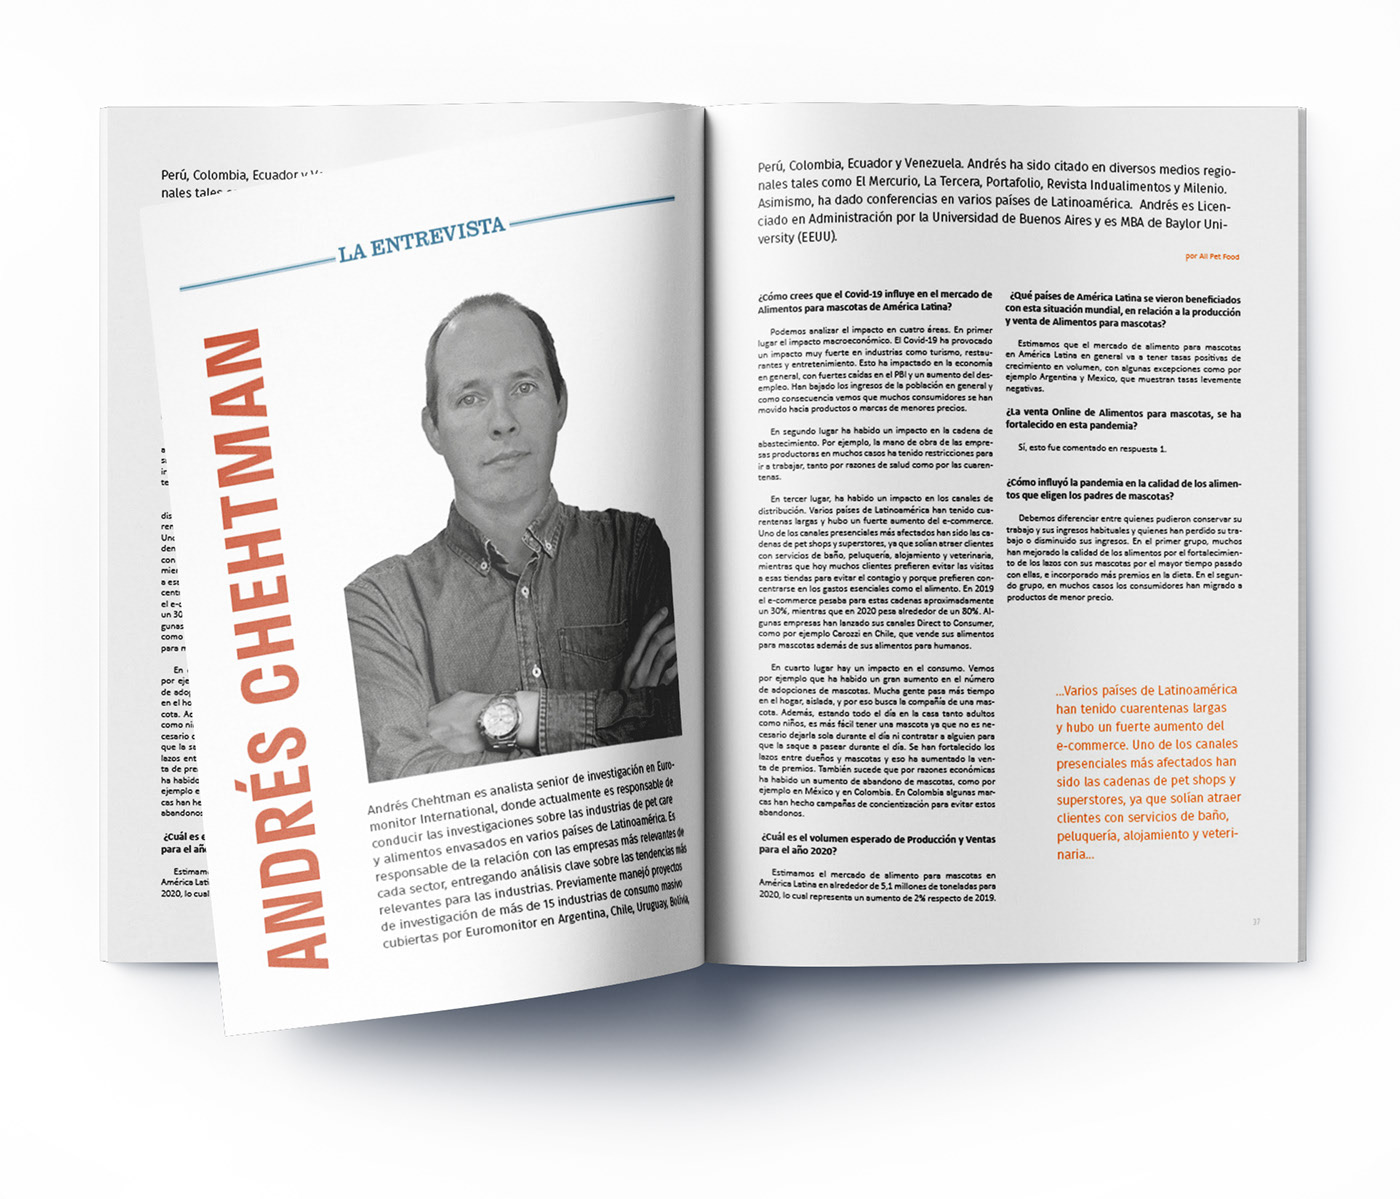 Perú, Colombia, Ecuador y
nales tales
LA ENTREVISTA
ANDRÉS CHEHTMAN
Andrés Chehtman es analista senior de investigación en Euro-
monitor International, donde actualmente es responsable de
conducir las investigaciones sobre las industrias de pet care
y alimentos envasados en varios países de Latinoamérica. Es
responsable de la relación con las empresas más relevantes de
cada sector, entregando análisis clave sobre las tendencias más
relevantes para las industrias. Previamente manejó proyectos
de investigación de más de 15 industrias de consumo masivo
cubiertas por Euromonitor en Argentina, Chile, Uruguay, Bolivia,
Perú, Colombia, Ecuador y Venezuela. Andrés ha sido citado en diversos medios regio-
nales tales como El Mercurio, La Tercera, Portafolio, Revista Indualimentos y Milenio.
Asimismo, ha dado conferencias en varios países de Latinoamérica. Andrés es Licen-
ciado en Administración por la Universidad de Buenos Aires y es MBA de Baylor Uni-
versity (EEUU).
por All Pet Food
¿Cómo crees que el Covid-19 influye en el mercado de
Alimentos para mascotas de América Latina?
Podemos analizar el impacto en cuatro áreas. En primer
lugar el impacto macroeconómico. El Covid-19 ha provocado
un impacto muy fuerte en industrias como turismo, restau-
rantes y entretenimiento. Esto ha impactado en la economía
en general, con fuertes caídas en el PBI y un aumento del des-
empleo. Han bajado los ingresos de la población en general y
como consecuencia vemos que muchos consumidores se han
movido hacia productos o marcas de menores precios.
En segundo lugar ha habido un impacto en la cadena de
abastecimiento. Por ejemplo, la mano de obra de las empre-
sas productoras en muchos casos ha tenido restricciones para
ir a trabajar, tanto por razones de salud como por las cuaren-
tenas.
En tercer lugar, ha habido un impacto en los canales de
distribución. Varios países de Latinoamérica han tenido cua-
rentenas largas y hubo un fuerte aumento del e-commerce.
Uno de los canales presenciales más afectados han sido las ca-
denas de pet shops y superstores, ya que solían atraer clientes
con servicios de baño, peluquería, alojamiento y veterinaria,
mientras que hoy muchos clientes prefieren evitar las visitas
a esas tiendas para evitar el contagio y porque prefieren con-
centrarse en los gastos esenciales como el alimento. En 2019
el e-commerce pesaba para estas cadenas aproximadamente
un 30%, mientras que en 2020 pesa alrededor de un 80%. Al-
gunas empresas han lanzado sus canales Direct to Consumer,
como por ejemplo Carozzi en Chile, que vende sus alimentos
para mascotas además de sus alimentos para humanos.
En cuarto lugar hay un impacto en el consumo. Vemos
por ejemplo que ha habido un gran aumento en el número
de adopciones de mascotas. Mucha gente pasa más tiempo
en el hogar, aislada, y por eso busca la compañía de una mas-
cota. Además, estando todo el día en la casa tanto adultos
como niños, es más fácil tener una mascota ya que no es ne-
cesario dejarla sola durante el día ni contratar a alguien para
que la saque a pasear durante el día. Se han fortalecido los
lazos entre dueños y mascotas y eso ha aumentado la ven-
ta de premios. También sucede que por razones económicas
ha habido un aumento de abandono de mascotas, como por
ejemplo en México y en Colombia. En Colombia algunas mar-
cas han hecho campañas de concientización para evitar estos
abandonos.
¿Cuál es el volumen esperado de Producción y Ventas
para el año 2020?
Estimamos el mercado de alimento para mascotas en
América Latina en alrededor de 5,1 millones de toneladas para
2020, lo cual representa un aumento de 2% respecto de 2019.
¿Qué países de América Latina se vieron beneficiados
con esta situación mundial, en relación a la producción
y venta de Alimentos para mascotas?
Estimamos que el mercado de alimento para mascotas
en América Latina en general va a tener tasas positivas de
crecimiento en volumen, con algunas excepciones como por
ejemplo Argentina y Mexico, que muestran tasas levemente
negativas.
¿La venta Online de Alimentos para mascotas, se ha
fortalecido en esta pandemia?
Sí, esto fue comentado en respuesta 1.
¿Cómo influyó la pandemia en la calidad de los alimen-
tos que eligen los padres de mascotas?
Debemos diferenciar entre quienes pudieron conservar su
trabajo y sus ingresos habituales y quienes han perdido su tra-
bajo o disminuido sus ingresos. En el primer grupo, muchos
han mejorado la calidad de los alimentos por el fortalecimien-
to de los lazos con sus mascotas por el mayor tiempo pasado
con ellas, e incorporado más premios en la dieta. En el segun-
do grupo, en muchos casos los consumidores han migrado a
productos de menor precio.
...Varios países de Latinoamérica
han tenido cuarentenas largas
y hubo un fuerte aumento del
e-commerce. Uno de los canales
presenciales más afectados han
sido las cadenas de pet shops y
superstores, ya que solían atraer
clientes con servicios de baño,
peluquería, alojamiento y veteri-
naria...
37